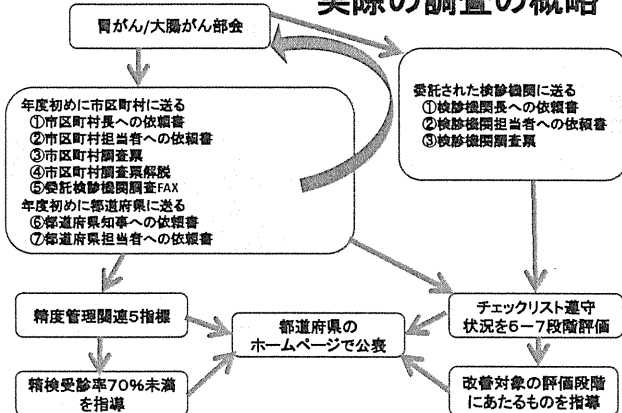 実際の調査の概略
胃がん/大腸がん部会
年度初めに市区町村に送る
①市区町村長への依頼書
②市区町村担当者への依頼書
③市区町村調査票
④市区町村調査票解説
⑤委託検診機関調査FAX
年度初めに都道府県に送る
⑥都道府県知事への依頼書
⑦都道府県担当者への依頼書
委託された検診機関に送る
①検診機関長への依頼書
②検診機関担当者への依頼書
③検診機関調査票
精度管理関連5指標
都道府県の
ホームページで公表
チェックリスト遵守
状況を6－7段階評価
精検受診率70%未満
を指導
改善対象の評価段階
にあたるものを指導